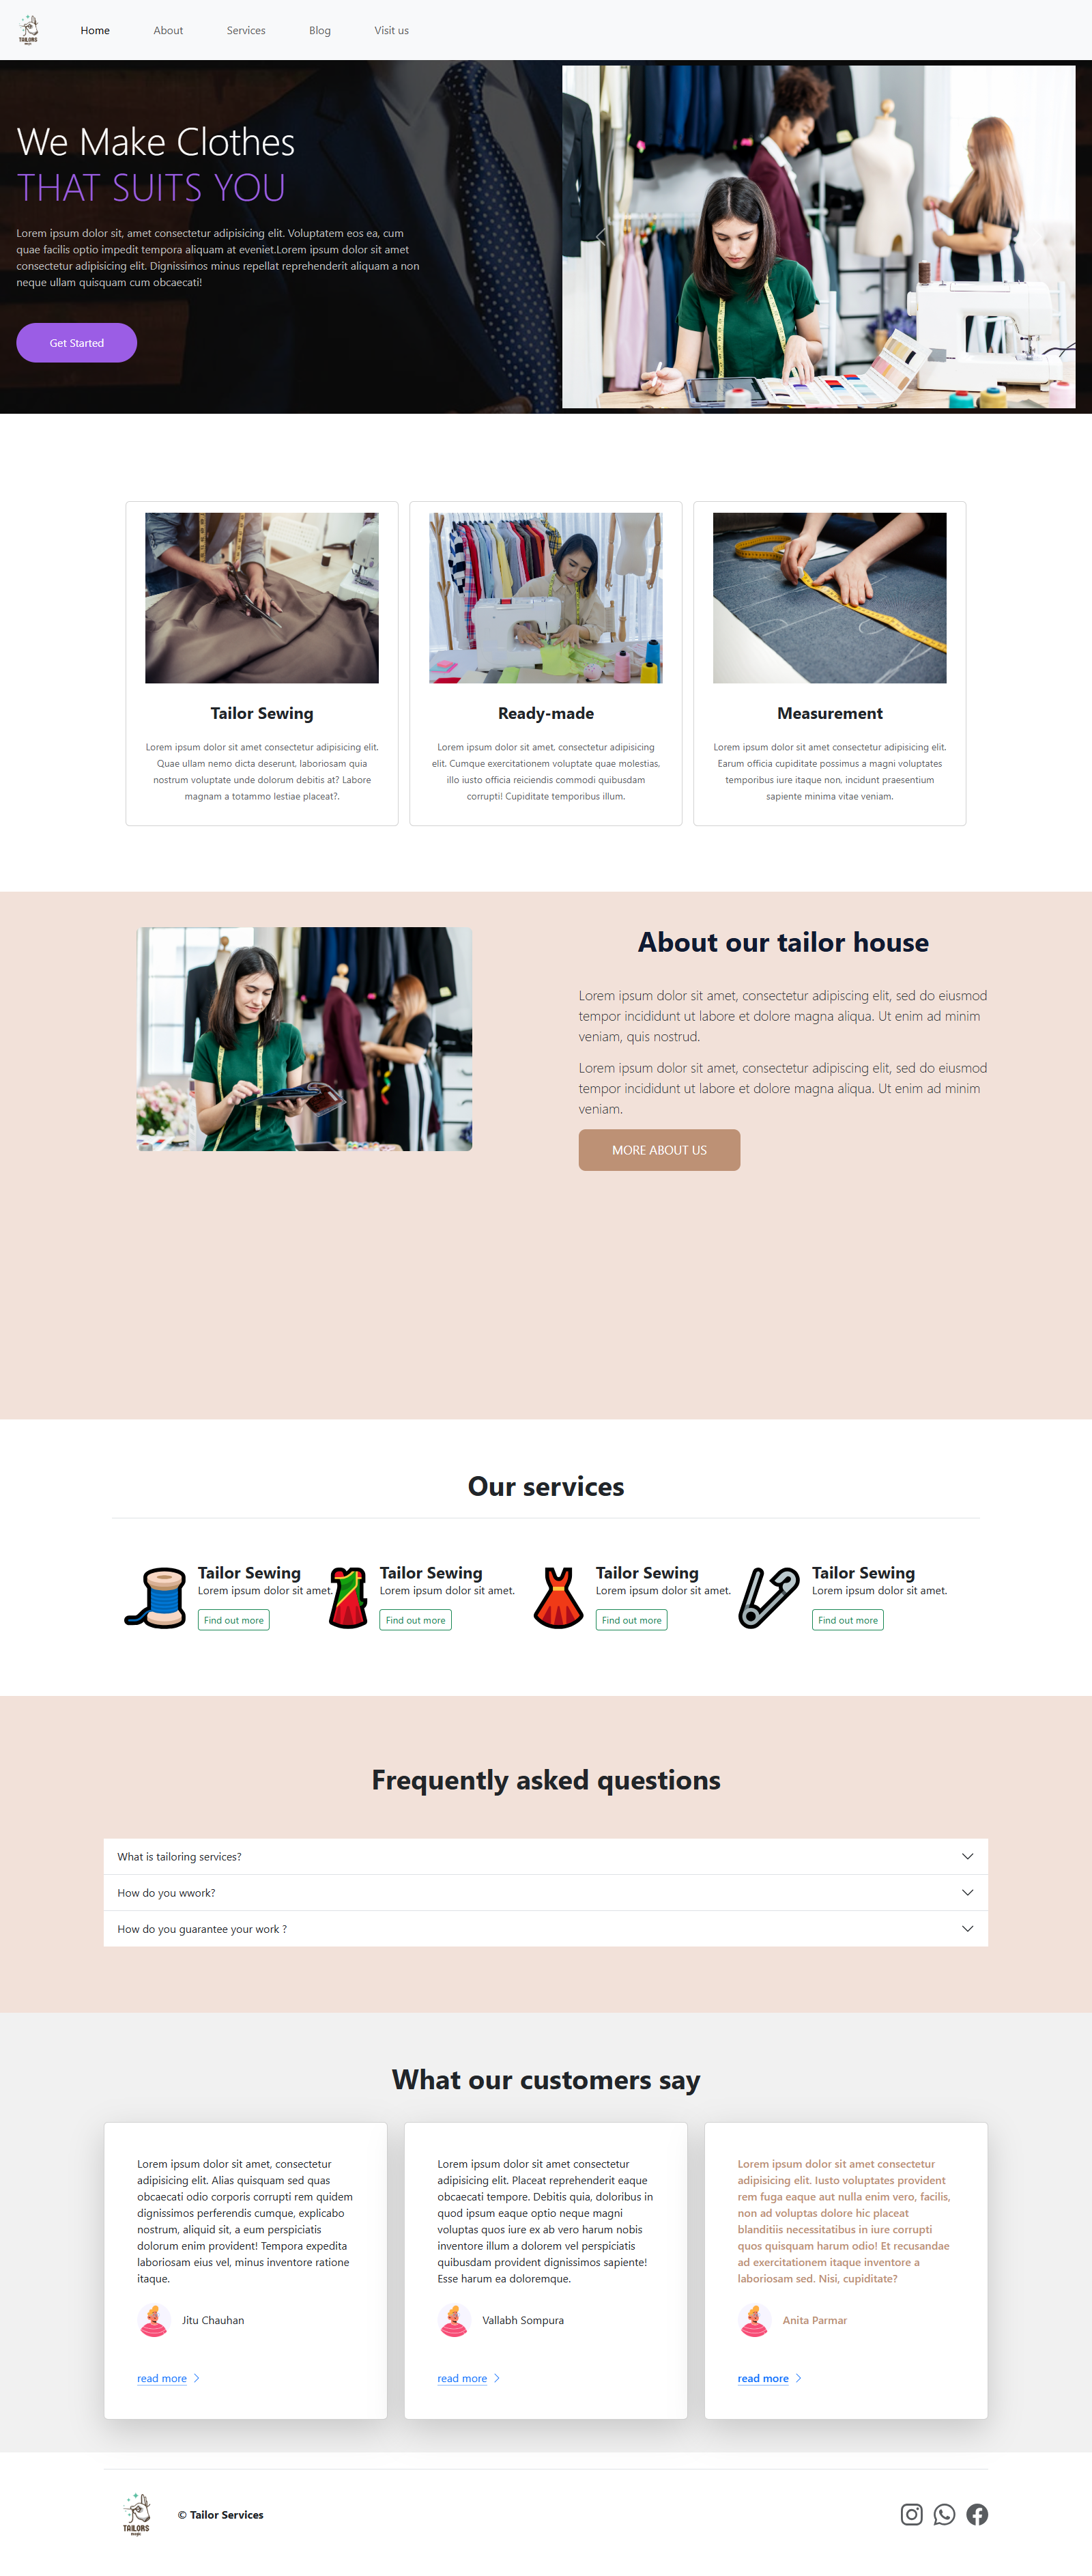 TAILORS
Home
About
Services
Blog
Visit us
We Make Clothes
THAT SUITS YOU
Lorem ipsum dolor sit, amet consectetur adipisicing elit. Voluptatem eos ea, cum
quae facilis optio impedit tempora aliquam at eveniet.Lorem ipsum dolor sit amet
consectetur adipisicing elit. Dignissimos minus repellat reprehenderit aliquam a non
neque ullam quisquam cum obcaecati!
Get Started
Tailor Sewing
Lorem ipsum dolor sit amet consectetur adipisicing elit.
Quae ullam nemo dicta deserunt, laboriosam quia
nostrum voluptate unde dolorum debitis at? Labore
magnam a totammo lestiae placeat?.
Ready-made
Lorem ipsum dolor sit amet, consectetur adipisicing
elit. Cumque exercitationem voluptate quae molestias,
illo iusto officia reiciendis commodi quibusdam
corrupti! Cupiditate temporibus illum.
Measurement
Lorem ipsum dolor sit amet consectetur adipisicing elit.
Earum officia cupiditate possimus a magni voluptates
temporibus iure itaque non, incidunt praesentium
sapiente minima vitae veniam.
About our tailor house
Lorem ipsum dolor sit amet, consectetur adipiscing elit, sed do eiusmod
tempor incididunt ut labore et dolore magna aliqua. Ut enim ad minim
veniam, quis nostrud.
Lorem ipsum dolor sit amet, consectetur adipiscing elit, sed do eiusmod
tempor incididunt ut labore et dolore magna aliqua. Ut enim ad minim
veniam.
MORE ABOUT US
Our services
Tailor Sewing
Lorem ipsum dolor sit amet.
Find out more
Tailor Sewing
Lorem ipsum dolor sit amet.
Find out more
Tailor Sewing
Lorem ipsum dolor sit amet.
Find out more
Tailor Sewing
Lorem ipsum dolor sit amet.
Find out more
Frequently asked questions
What is tailoring services?
How do you wwork?
How do you guarantee your work ?
What our customers say
Lorem ipsum dolor sit amet, consectetur
adipisicing elit. Alias quisquam sed quas
obcaecati odio corporis corrupti rem quidem
dignissimos perferendis cumque, explicabo
nostrum, aliquid sit, a eum perspiciatis
dolorum enim provident! Tempora expedita
laboriosam eius vel, minus inventore ratione
itaque.
Jitu Chauhan
read more
Lorem ipsum dolor sit amet consectetur
adipisicing elit. Placeat reprehenderit eaque
obcaecati tempore. Debitis quia, doloribus in
quod ipsum eaque optio neque magni
voluptas quos iure ex ab vero harum nobis
inventore illum a dolorem vel perspiciatis
quibusdam provident dignissimos sapiente!
Esse harum ea doloremque.
Vallabh Sompura
read more
Lorem ipsum dolor sit amet consectetur
adipisicing elit. Iusto voluptates provident
rem fuga eaque aut nulla enim vero, facilis,
non ad voluptas dolore hic placeat
blanditiis necessitatibus in iure corrupti
quos quisquam harum odio! Et recusandae
ad exercitationem itaque inventore a
laboriosam sed. Nisi, cupiditate?
Anita Parmar
read more
TAILORS
© Tailor Services